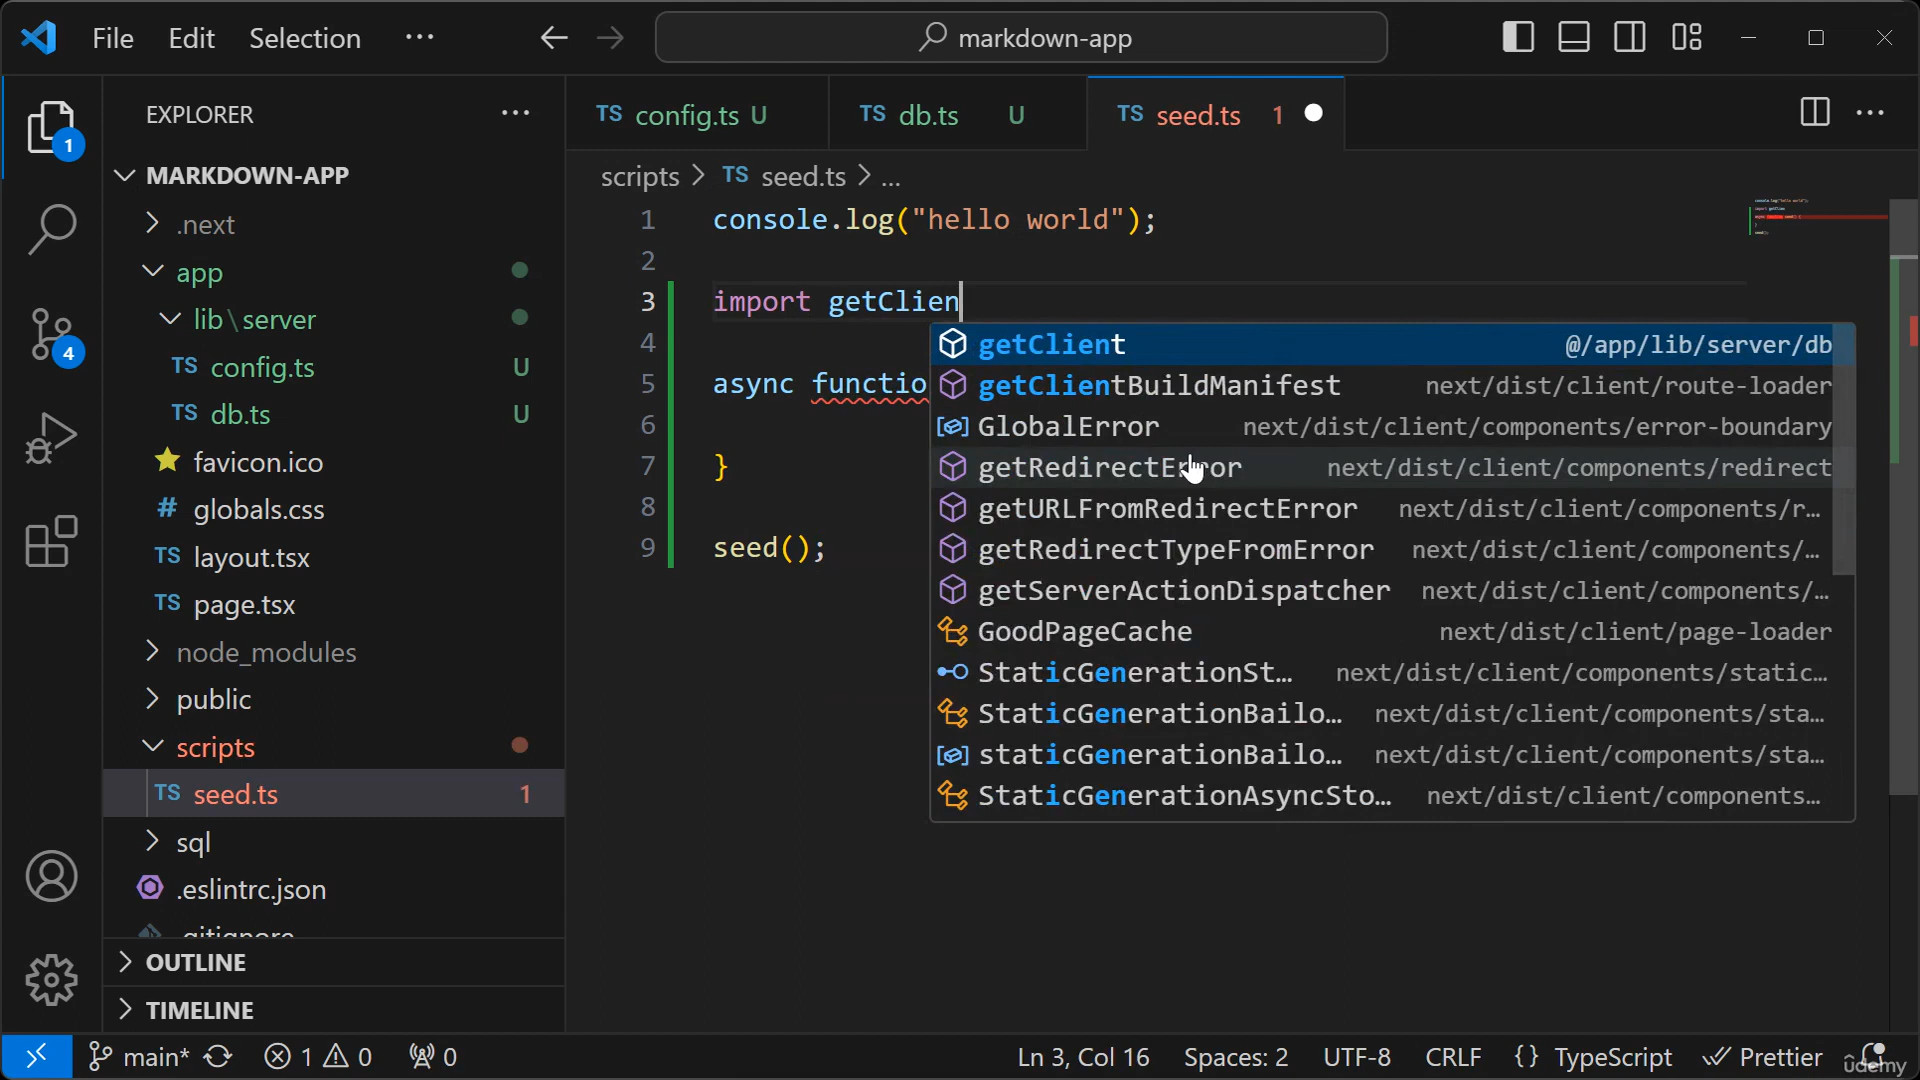 File Edit Selection ··· markdown-app
EXPLORER ···
1
4
MARKDOWN-APP
.next
app
lib\server
TS config.ts U
TS db.ts U
favicon.ico
# globals.css
TS layout.tsx
TS page.tsx
node_modules
public
scripts
TS seed.ts 1
sql
.eslintrc.json
.gitignore
OUTLINE
TIMELINE
TS config.ts U TS db.ts U TS seed.ts 1
scripts > TS seed.ts > ...
1 console.log("hello world");
2
3 import getClien
4
5 async functio
6
7 }
8
9 seed();
getClient @/app/lib/server/db
getClientBuildManifest next/dist/client/route-loader
GlobalError next/dist/client/components/error-boundary
getRedirectError next/dist/client/components/redirect
getURLFromRedirectError next/dist/client/components/r...
getRedirectTypeFromError next/dist/client/components/...
getServerActionDispatcher next/dist/client/components/...
GoodPageCache next/dist/client/page-loader
StaticGenerationSt... next/dist/client/components/static...
StaticGenerationBailo... next/dist/client/components/sta...
staticGenerationBailo... next/dist/client/components/sta...
StaticGenerationAsyncSto... next/dist/client/components...
main* 1 0 0 Ln 3, Col 16 Spaces: 2 UTF-8 CRLF {} TypeScript Prettier
udemy